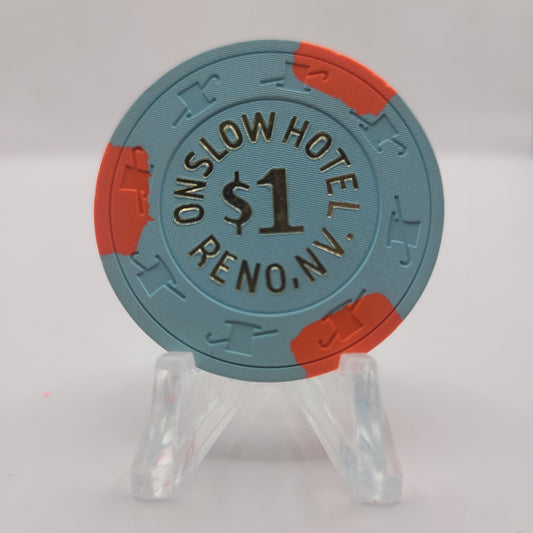 ONSLOW HOTEL
$1
RENO, NV.